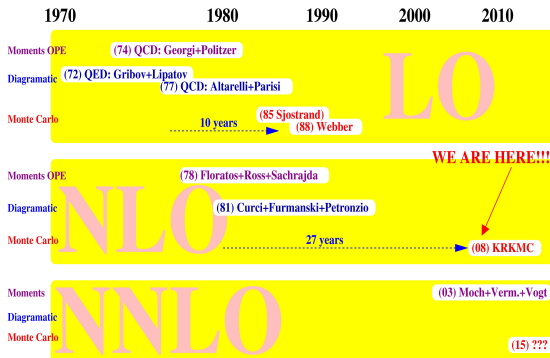 1970 1980 1990 2000 2010
Moments OPE (74) QCD: Georgi+Politzer
Diagramatic (72) QED: Gribov+Lipatov
(77) QCD: Altarelli+Parisi
LO
Monte Carlo (85 Sjostrand)
10 years (88) Webber
WE ARE HERE!!!
Moments OPE (78) Floratos+Ross+Sachrajda
Diagramatic (81) Curci+Furmanski+Petronzio
NLO
Monte Carlo 27 years (08) KRKMC
Moments (03) Moch+Verm.+Vogt
Diagramatic
NNLO
Monte Carlo (15) ???